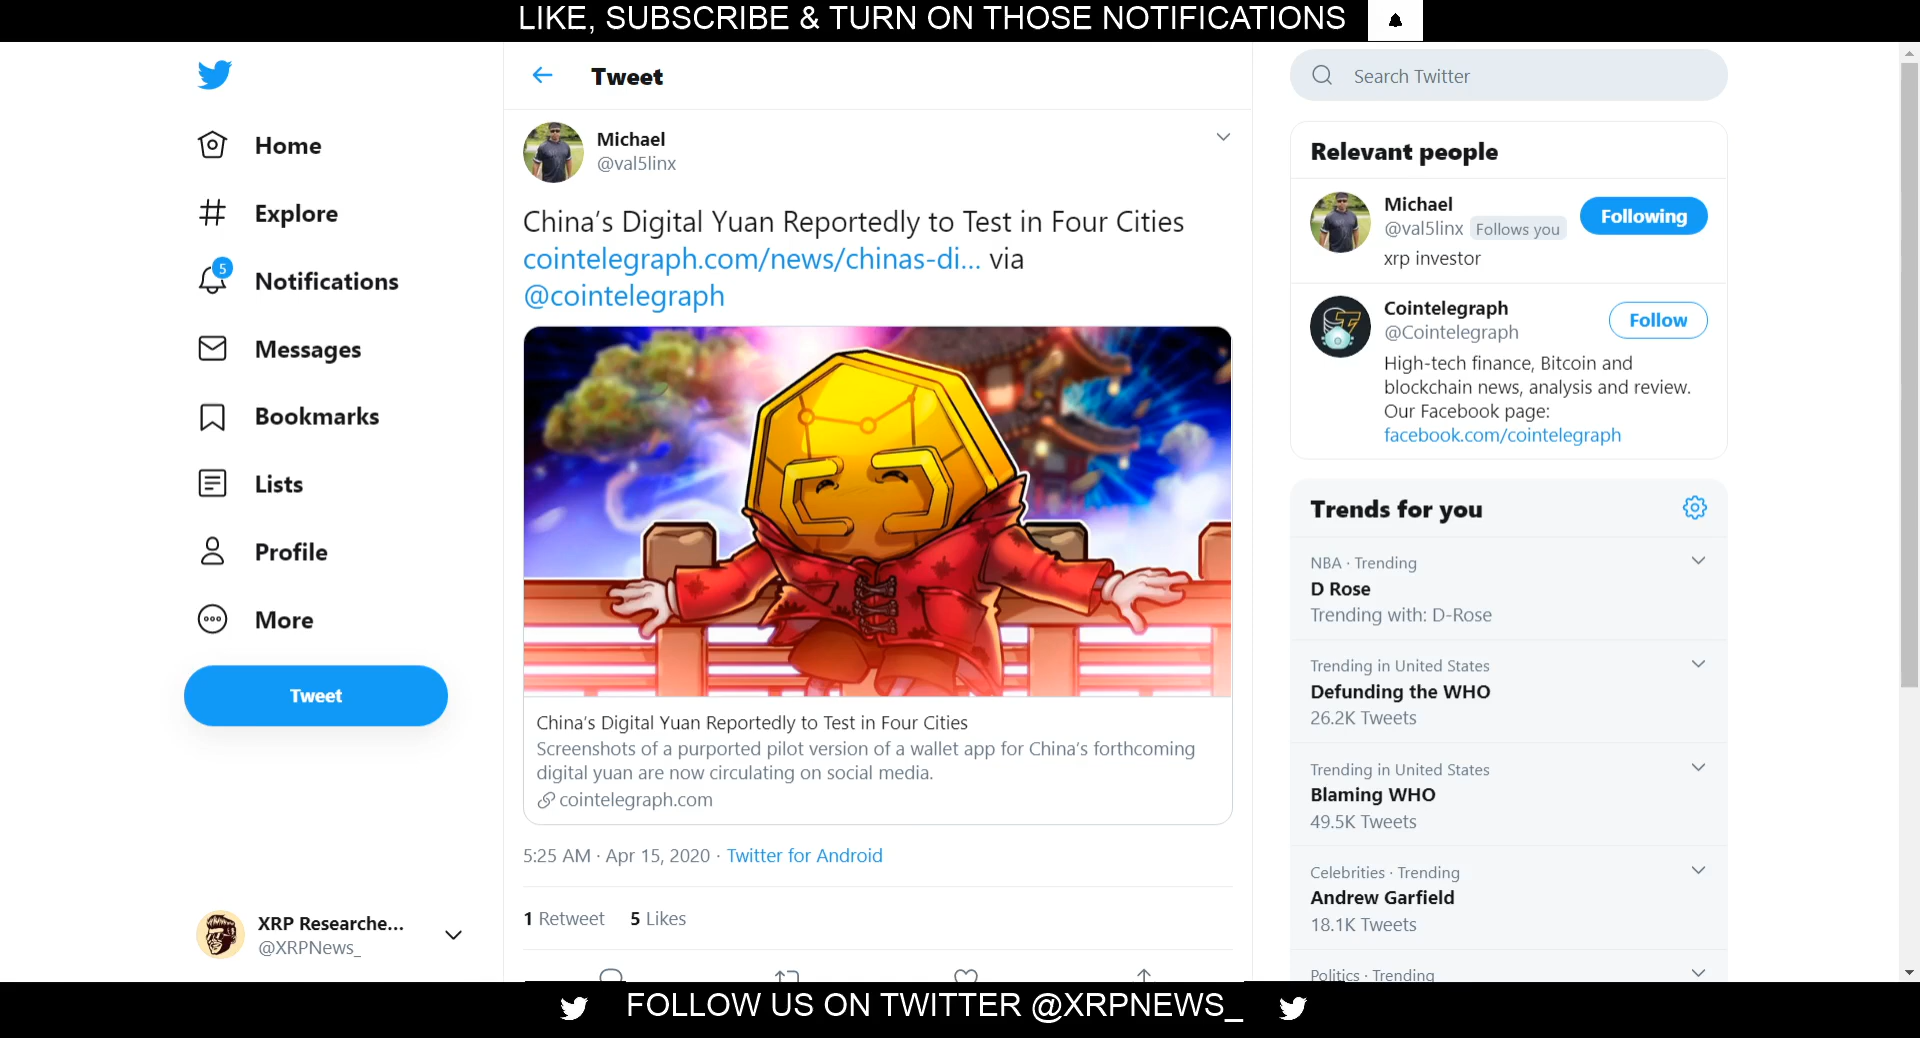 LIKE, SUBSCRIBE & TURN ON THOSE NOTIFICATIONS
Home
Explore
5
Notifications
Messages
Bookmarks
Lists
Profile
More
Tweet
XRP Researche...
@XRPNews_
Tweet
Michael
@val5linx
China's Digital Yuan Reportedly to Test in Four Cities
cointelegraph.com/news/chinas-di... via
@cointelegraph
China's Digital Yuan Reportedly to Test in Four Cities
Screenshots of a purported pilot version of a wallet app for China's forthcoming
digital yuan are now circulating on social media.
cointelegraph.com
5:25 AM · Apr 15, 2020 · Twitter for Android
1 Retweet 5 Likes
Search Twitter
Relevant people
Michael
@val5linx Follows you
Following
xrp investor
Cointelegraph
@Cointelegraph
Follow
High-tech finance, Bitcoin and
blockchain news, analysis and review.
Our Facebook page:
facebook.com/cointelegraph
Trends for you
NBA · Trending
D Rose
Trending with: D-Rose
Trending in United States
Defunding the WHO
26.2K Tweets
Trending in United States
Blaming WHO
49.5K Tweets
Celebrities · Trending
Andrew Garfield
18.1K Tweets
Politics · Trending
FOLLOW US ON TWITTER @XRPNEWS_